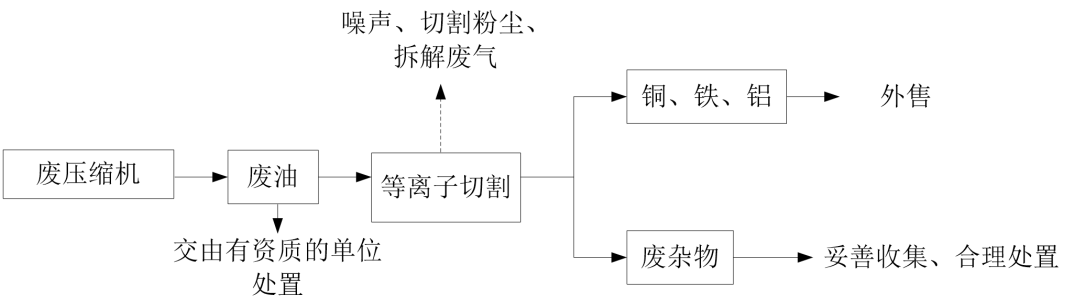 噪声、切割粉尘、
拆解废气
铜、铁、铝
外售
废压缩机
废油
等离子切割
交由有资质的单位
处置
废杂物
妥善收集、合理处置